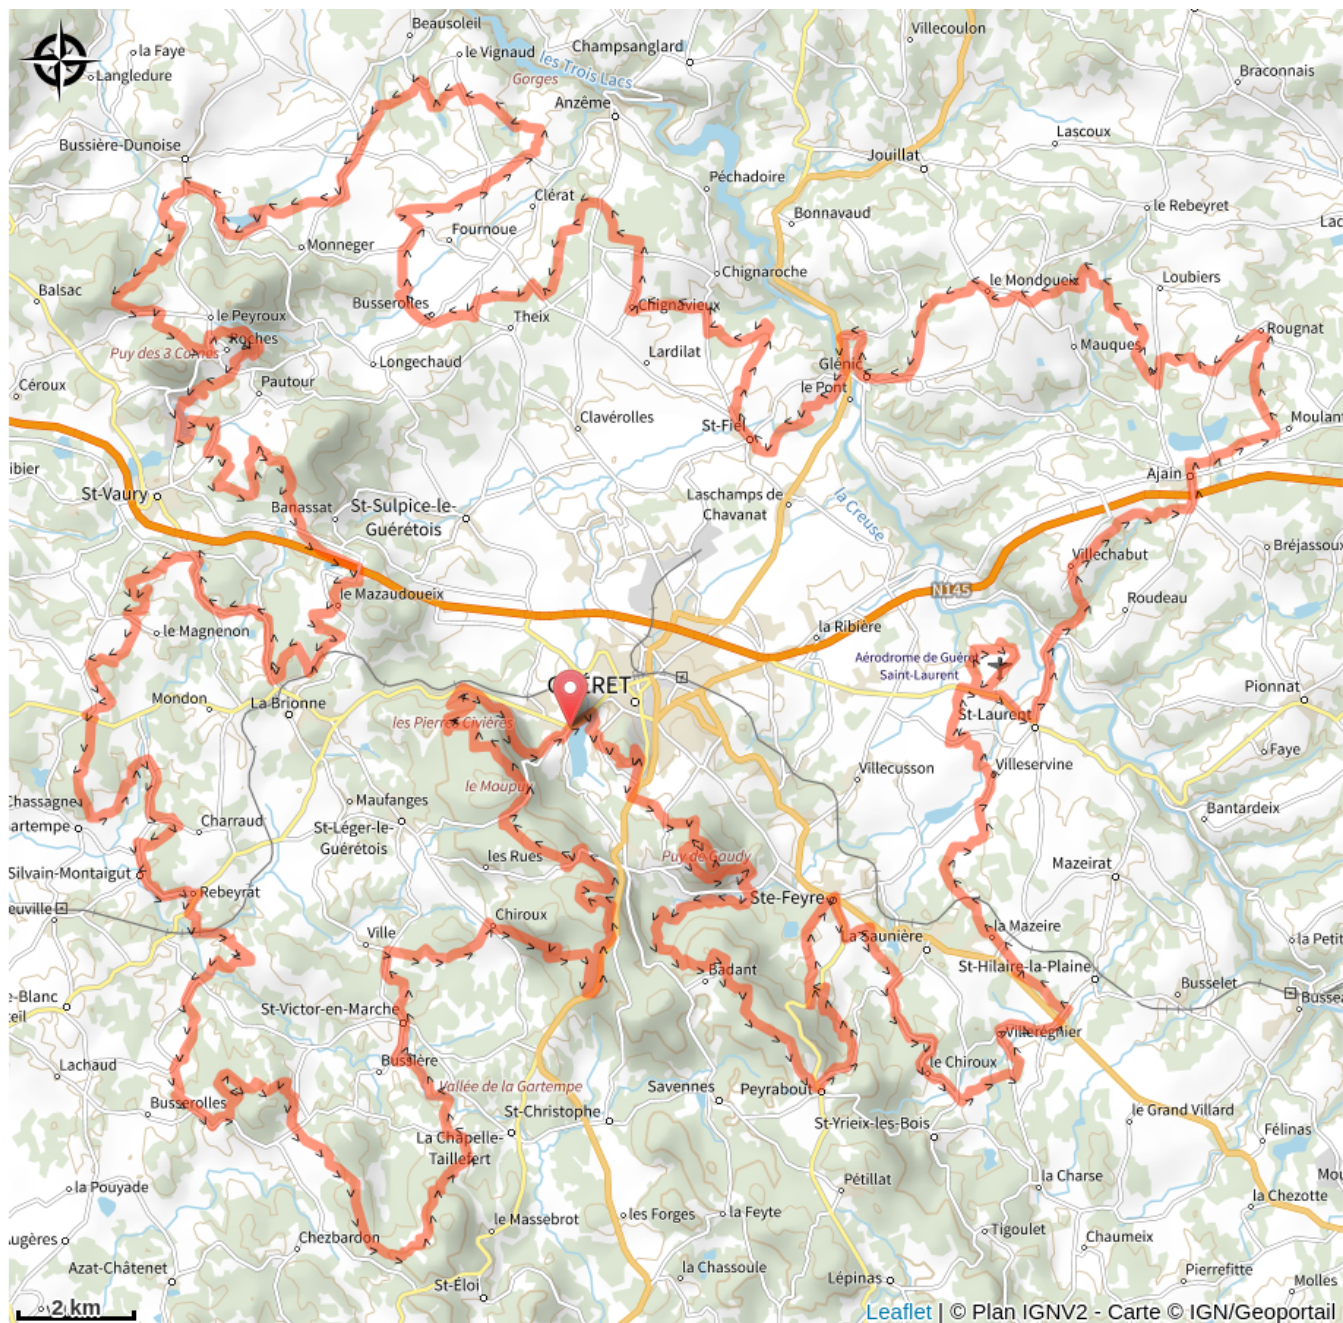 Beausoleil
Villecoulon
la Faye
le Vignaud
Champsanglard
les Trois Lacs
Langledure
Gorges
Braconnais
Anzême
Bussière-Dunoise
Lascoux
Jouillat
Péchadoire
Clérat
le Rebeyret
Bonnavaud
Fournoue
Monneger
Chignaroche
le Mondoueix
Loubiers
Balsac
Busserolles
Chignavieux
le Peyroux
Theix
Rougnat
Roches
Mauques
Puy des 3 Cornes
Lardilat
Longechaud
Glénic
Céroux
Pautour
le Pont
Clavérolles
St-Fiel
Ajain
St-Vaury
Laschamps de
Chavanat
Banassat
St-Sulpice-le-
Guérétois
la Creuse
Villechabut
le Mazaudoueix
N145
Roudeau
le Magnenon
la Ribière
Aérodrome de Guéret
Saint-Laurent
Mondon
La Brionne
Pionnat
les Pierres Civières
St-Laurent
Faye
Villecusson
Villeservine
le Maupuy
Maufanges
Bantardeix
Charraud
St-Léger-le-
Guérétois
les Rues
Puy de Gaudy
Mazeirat
Rebeyrat
Ste-Feyre
Chiroux
la Mazeire
Ville
La Saunière
Badant
St-Hilaire-la-Plaine
Busselet
St-Victor-en-Marche
Villerégnier
Lachaud
Bussière
le Chiroux
Vallée de la Gartempe
Savennes
Peyrabout
Busserolles
St-Christophe
le Grand Villard
St-Yrieix-les-Bois
Félinas
La Chapelle-
Taillefert
la Pouyade
Pétillat
la Charse
la Chezotte
le Massebrot
les Forges
la Feyte
Tigoulet
Chezbardon
Chaumeix
Azat-Châtenet
la Chassoule
Pierrefitte
St-Éloi
Lépinas
Molles
2 km
Leaflet | © Plan IGNV2 - Carte © IGN/Geoportail